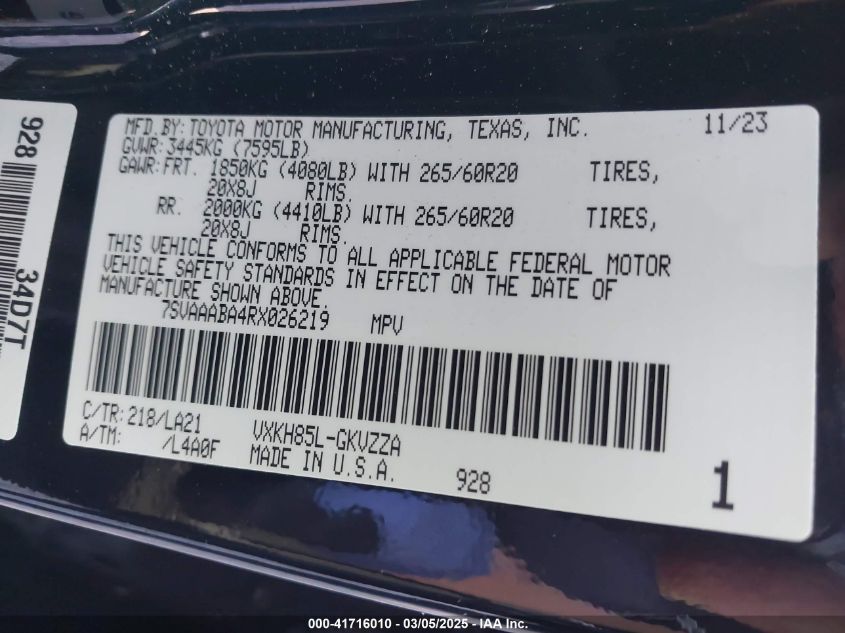 928
34D7T
MFD.BY:TOYOTA MOTOR MANUFACTURING, TEXAS, INC. 11/23
GVWR:3445KG (7595LB)
GAWR:FRT. 1850KG (4080LB) WITH 265/60R20 TIRES,
20X8J RIMS.
RR. 2000KG (4410LB) WITH 265/60R20 TIRES,
20X8J RIMS.
THIS VEHICLE CONFORMS TO ALL APPLICABLE FEDERAL MOTOR
VEHICLE SAFETY STANDARDS IN EFFECT ON THE DATE OF
MANUFACTURE SHOWN ABOVE.
7SVAAABA4RX026219 MPV
C/TR:218/LA21 VXKH85L-GKVZZA
A/TM: /L4A0F MADE IN U.S.A. 928 1
000-41716010 - 03/05/2025 - IAA Inc.